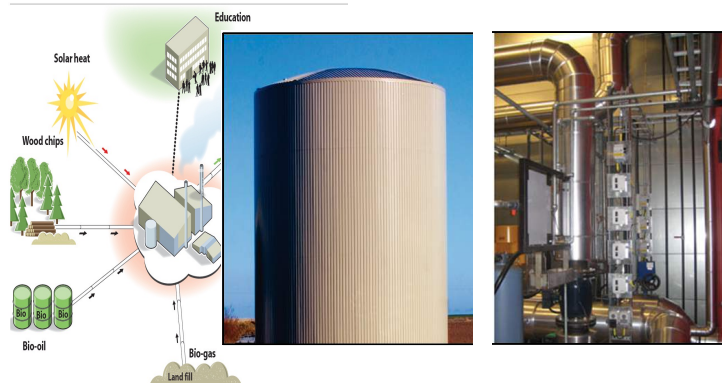 Education
Solar heat
Wood chips
Bio Bio Bio
Bio-oil
Bio-gas
Land fill